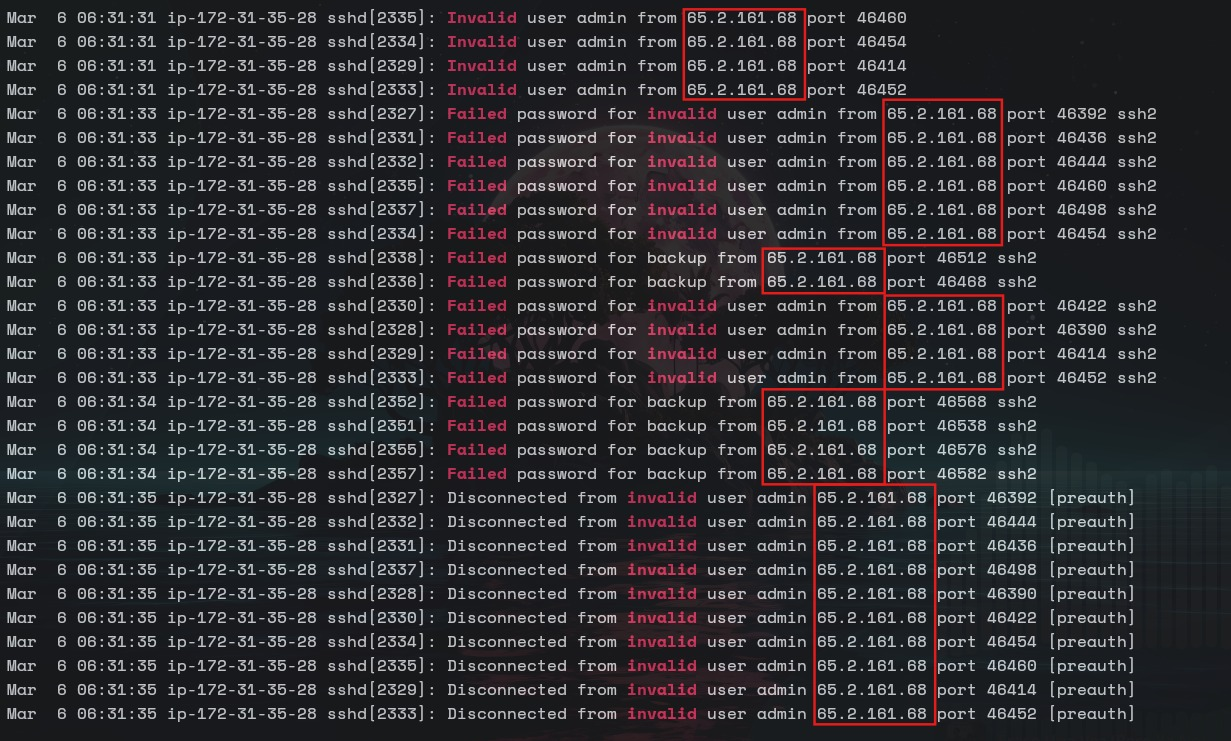 Mar  6 06:31:31 ip-172-31-35-28 sshd[2335]: Invalid user admin from 65.2.161.68 port 46460
Mar  6 06:31:31 ip-172-31-35-28 sshd[2334]: Invalid user admin from 65.2.161.68 port 46454
Mar  6 06:31:31 ip-172-31-35-28 sshd[2329]: Invalid user admin from 65.2.161.68 port 46414
Mar  6 06:31:31 ip-172-31-35-28 sshd[2333]: Invalid user admin from 65.2.161.68 port 46452
Mar  6 06:31:33 ip-172-31-35-28 sshd[2327]: Failed password for invalid user admin from 65.2.161.68 port 46392 ssh2
Mar  6 06:31:33 ip-172-31-35-28 sshd[2331]: Failed password for invalid user admin from 65.2.161.68 port 46436 ssh2
Mar  6 06:31:33 ip-172-31-35-28 sshd[2332]: Failed password for invalid user admin from 65.2.161.68 port 46444 ssh2
Mar  6 06:31:33 ip-172-31-35-28 sshd[2335]: Failed password for invalid user admin from 65.2.161.68 port 46460 ssh2
Mar  6 06:31:33 ip-172-31-35-28 sshd[2337]: Failed password for invalid user admin from 65.2.161.68 port 46498 ssh2
Mar  6 06:31:33 ip-172-31-35-28 sshd[2334]: Failed password for invalid user admin from 65.2.161.68 port 46454 ssh2
Mar  6 06:31:33 ip-172-31-35-28 sshd[2338]: Failed password for backup from 65.2.161.68 port 46512 ssh2
Mar  6 06:31:33 ip-172-31-35-28 sshd[2336]: Failed password for backup from 65.2.161.68 port 46468 ssh2
Mar  6 06:31:33 ip-172-31-35-28 sshd[2330]: Failed password for invalid user admin from 65.2.161.68 port 46422 ssh2
Mar  6 06:31:33 ip-172-31-35-28 sshd[2328]: Failed password for invalid user admin from 65.2.161.68 port 46390 ssh2
Mar  6 06:31:33 ip-172-31-35-28 sshd[2329]: Failed password for invalid user admin from 65.2.161.68 port 46414 ssh2
Mar  6 06:31:33 ip-172-31-35-28 sshd[2333]: Failed password for invalid user admin from 65.2.161.68 port 46452 ssh2
Mar  6 06:31:34 ip-172-31-35-28 sshd[2352]: Failed password for backup from 65.2.161.68 port 46568 ssh2
Mar  6 06:31:34 ip-172-31-35-28 sshd[2351]: Failed password for backup from 65.2.161.68 port 46538 ssh2
Mar  6 06:31:34 ip-172-31-35-28 sshd[2355]: Failed password for backup from 65.2.161.68 port 46576 ssh2
Mar  6 06:31:34 ip-172-31-35-28 sshd[2357]: Failed password for backup from 65.2.161.68 port 46582 ssh2
Mar  6 06:31:35 ip-172-31-35-28 sshd[2327]: Disconnected from invalid user admin 65.2.161.68 port 46392 [preauth]
Mar  6 06:31:35 ip-172-31-35-28 sshd[2332]: Disconnected from invalid user admin 65.2.161.68 port 46444 [preauth]
Mar  6 06:31:35 ip-172-31-35-28 sshd[2331]: Disconnected from invalid user admin 65.2.161.68 port 46436 [preauth]
Mar  6 06:31:35 ip-172-31-35-28 sshd[2337]: Disconnected from invalid user admin 65.2.161.68 port 46498 [preauth]
Mar  6 06:31:35 ip-172-31-35-28 sshd[2328]: Disconnected from invalid user admin 65.2.161.68 port 46390 [preauth]
Mar  6 06:31:35 ip-172-31-35-28 sshd[2330]: Disconnected from invalid user admin 65.2.161.68 port 46422 [preauth]
Mar  6 06:31:35 ip-172-31-35-28 sshd[2334]: Disconnected from invalid user admin 65.2.161.68 port 46454 [preauth]
Mar  6 06:31:35 ip-172-31-35-28 sshd[2335]: Disconnected from invalid user admin 65.2.161.68 port 46460 [preauth]
Mar  6 06:31:35 ip-172-31-35-28 sshd[2329]: Disconnected from invalid user admin 65.2.161.68 port 46414 [preauth]
Mar  6 06:31:35 ip-172-31-35-28 sshd[2333]: Disconnected from invalid user admin 65.2.161.68 port 46452 [preauth]